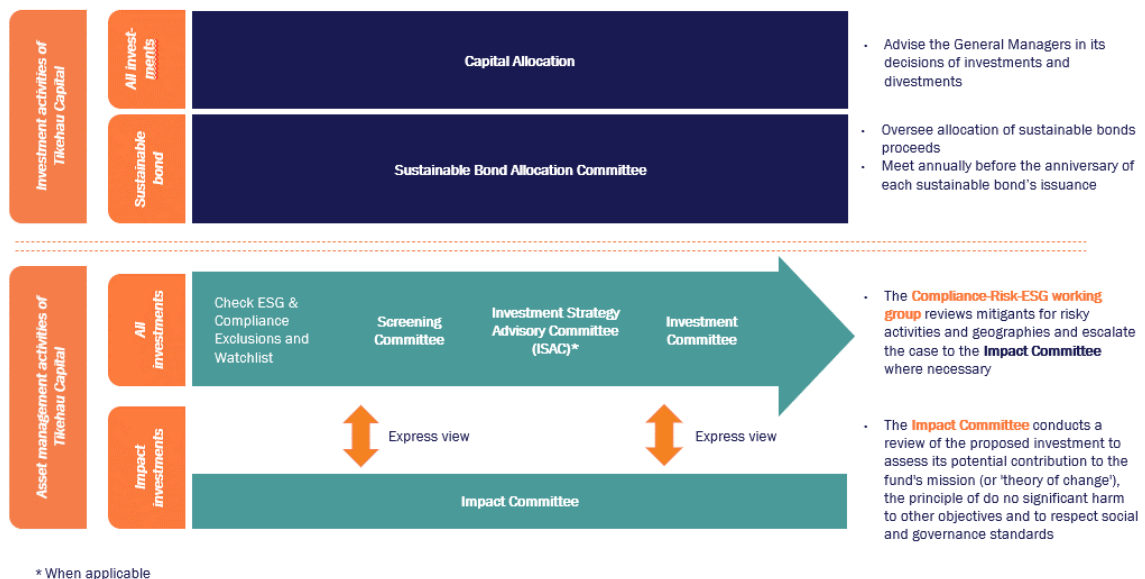 Investment activities of
Tikehau Capital
All invest-
ments
Capital Allocation
· Advise the General Managers in its
decisions of investments and
divestments
Sustainable
bond
Sustainable Bond Allocation Committee
· Oversee allocation of sustainable bonds
proceeds
· Meet annually before the anniversary of
each sustainable bond's issuance
Asset management activities of
Tikehau Capital
All
investments
Check ESG &
Compliance
Exclusions and
Watchlist
Screening
Committee
Investment Strategy
Advisory Committee
(ISAC)*
Investment
Committee
· The Compliance-Risk-ESG working
group reviews mitigants for risky
activities and geographies and escalate
the case to the Impact Committee
where necessary
Impact
investments
Express view
Express view
Impact Committee
· The Impact Committee conducts a
review of the proposed investment to
assess its potential contribution to the
fund's mission (or 'theory of change'),
the principle of do no significant harm
to other objectives and to respect social
and governance standards
* When applicable